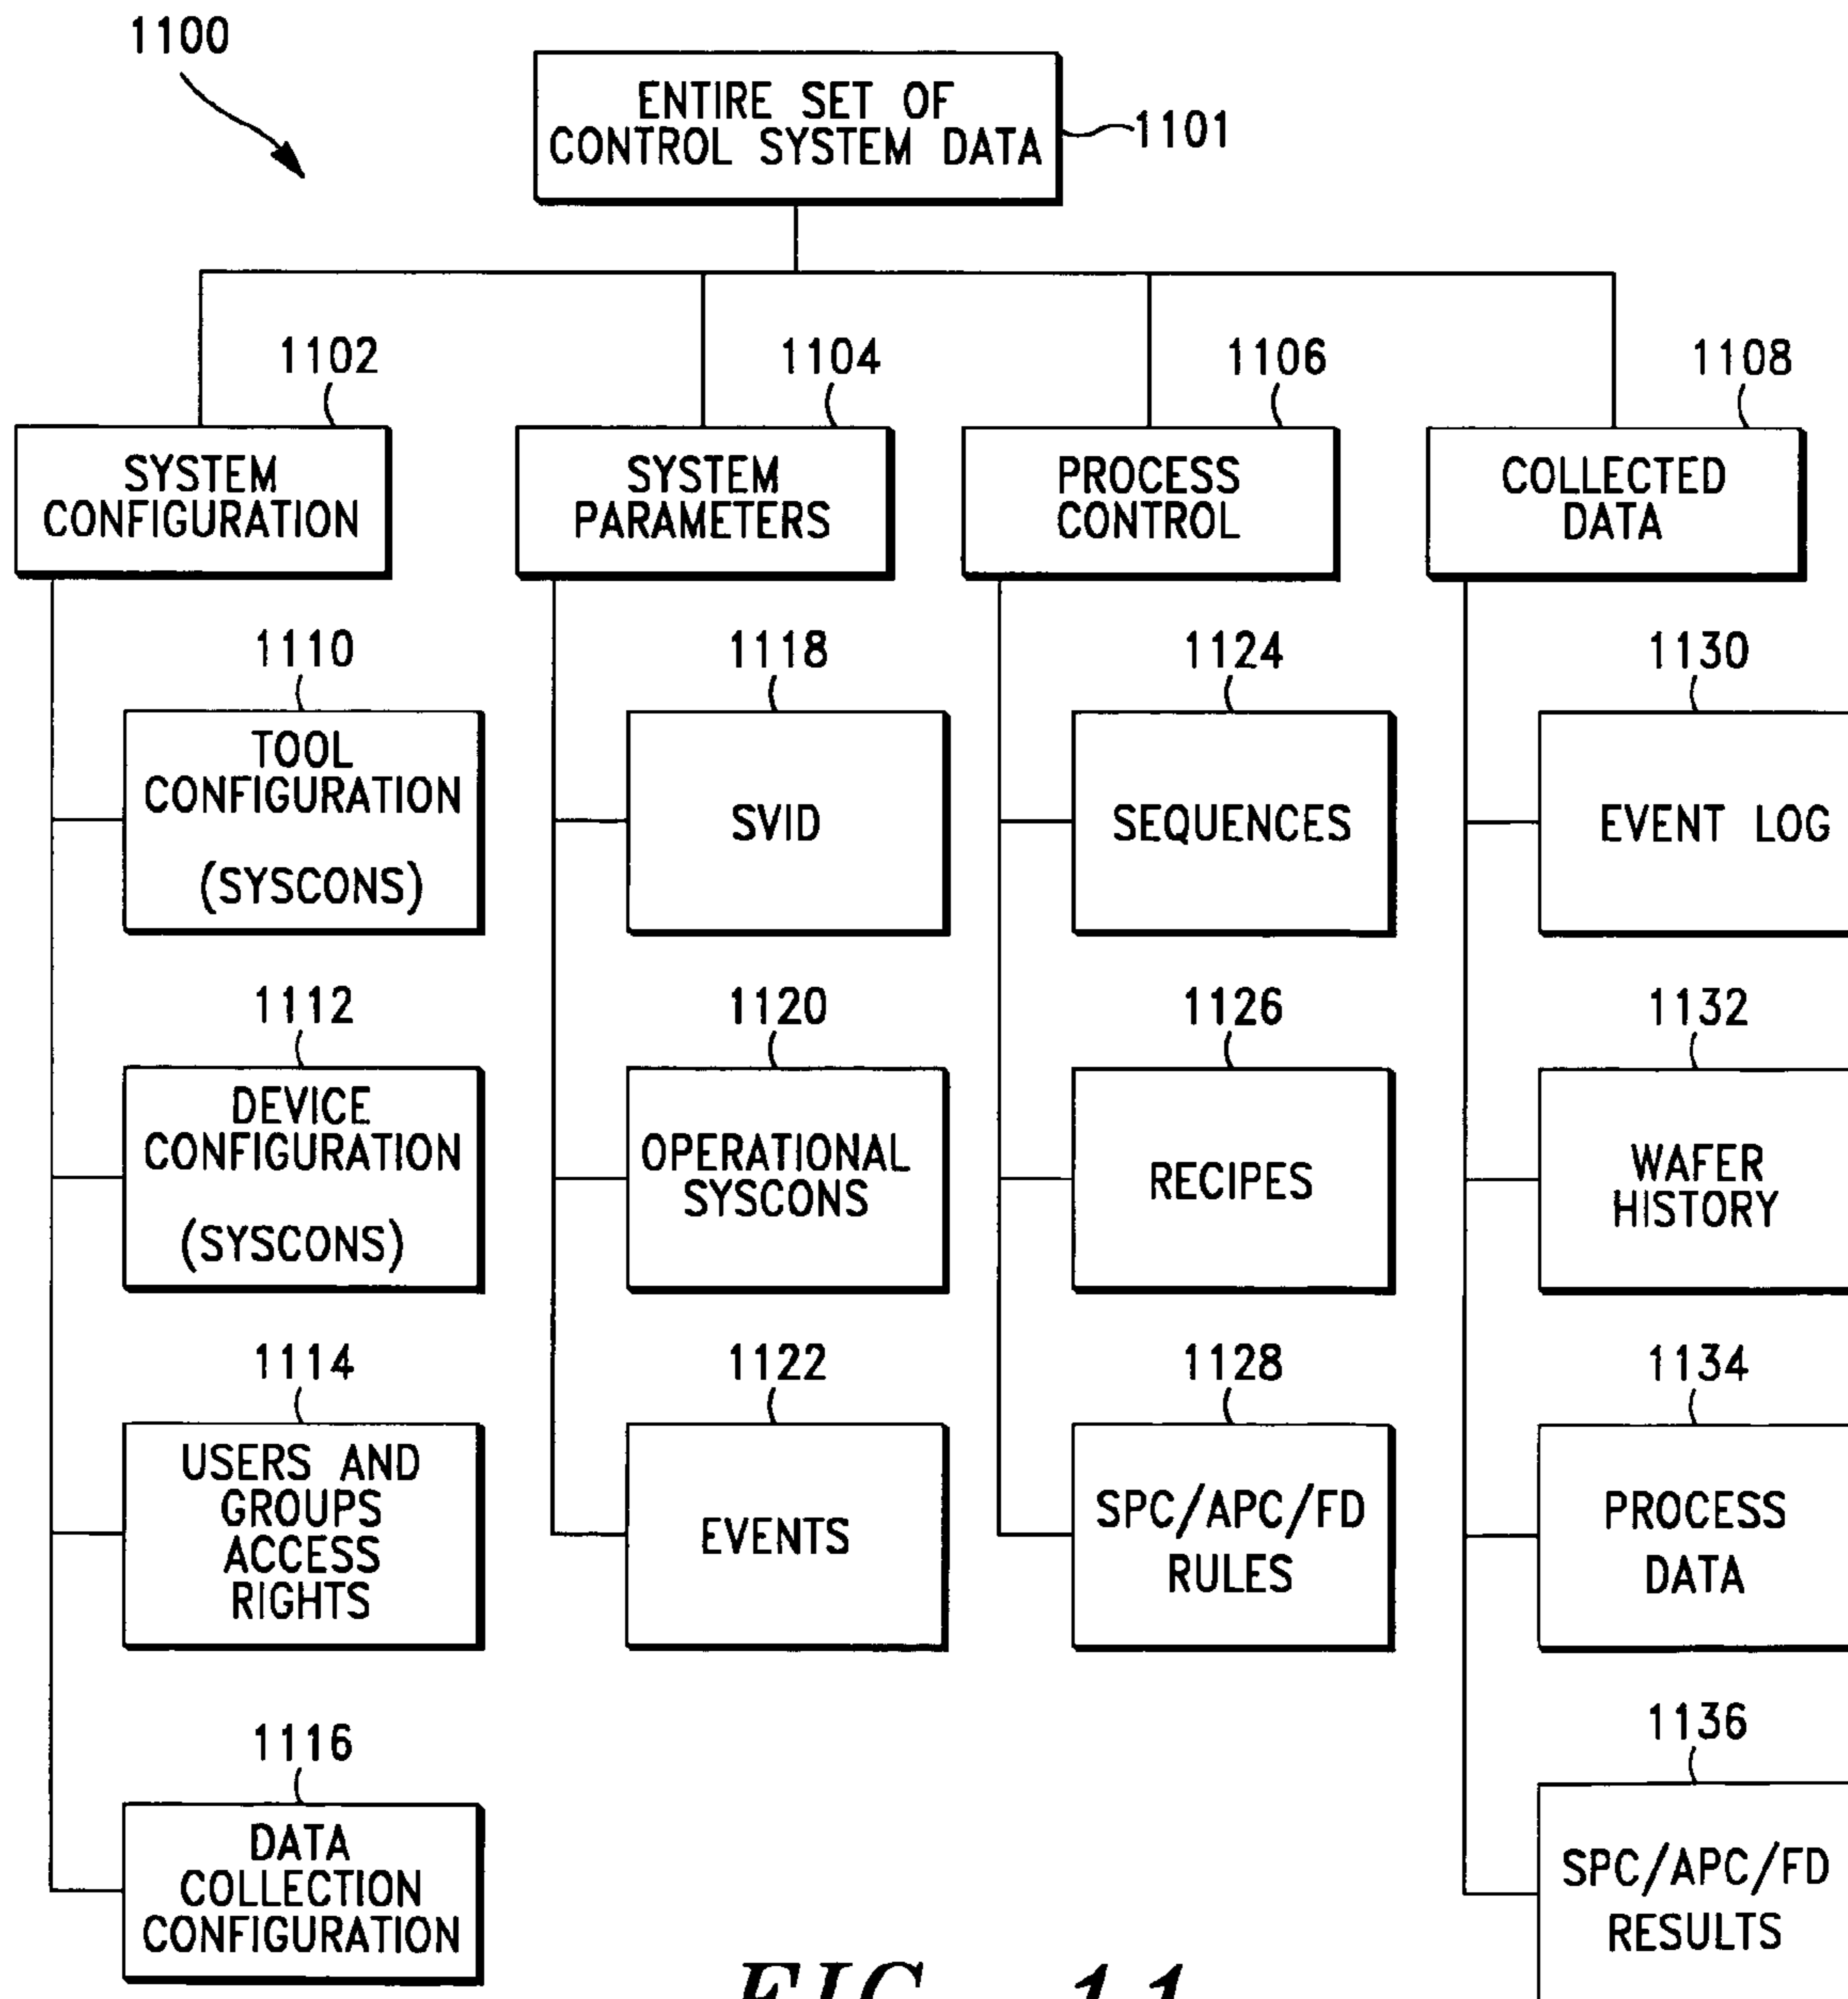 1100
ENTIRE SET OF
CONTROL SYSTEM DATA
1101
1102
1104
1106
1108
SYSTEM
CONFIGURATION
SYSTEM
PARAMETERS
PROCESS
CONTROL
COLLECTED
DATA
1110
1118
1124
1130
TOOL
CONFIGURATION
(SYSCONS)
SVID
SEQUENCES
EVENT LOG
1112
1120
1126
1132
DEVICE
CONFIGURATION
(SYSCONS)
OPERATIONAL
SYSCONS
RECIPES
WAFER
HISTORY
1114
1122
1128
1134
USERS AND
GROUPS
ACCESS
RIGHTS
EVENTS
SPC/APC/FD
RULES
PROCESS
DATA
1116
1136
DATA
COLLECTION
CONFIGURATION
SPC/APC/FD
RESULTS
FIG. 11